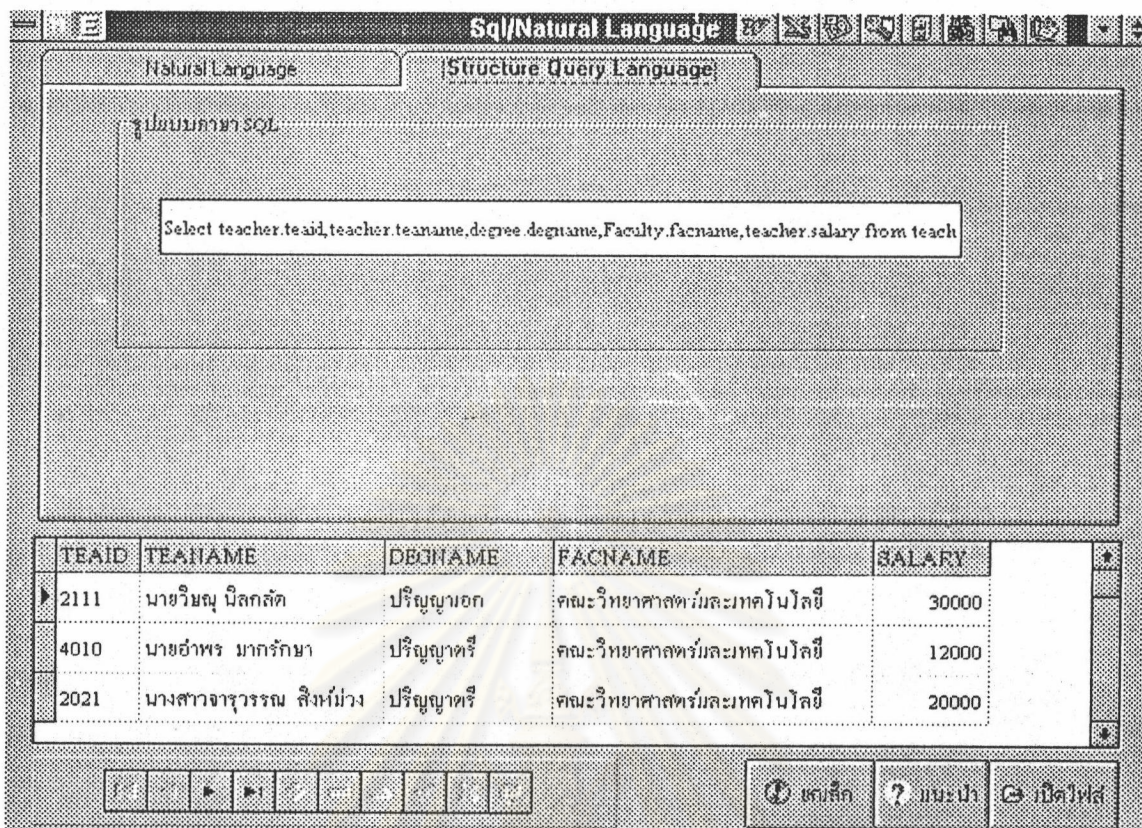 Sql/Natural Language
Natural Language
Structure Query Language
รูปแบบภาษา SQL
Select teacher.teaid,teacher.teaname,degree.degname,Faculty.facname,teacher.salary from teach
TEAID TEANAME DEGNAME FACNAME SALARY
2111 นายวิษณุ นิลกลัด ปริญญาเอก คณะวิทยาศาสตร์และเทคโนโลยี 30000
4010 นายอำพร มากรักษา ปริญญาตรี คณะวิทยาศาสตร์และเทคโนโลยี 12000
2021 นางสาวจารุวรรณ สิงห์ม่วง ปริญญาตรี คณะวิทยาศาสตร์และเทคโนโลยี 20000
ยกเลิก
? แนะนำ
เปิดไฟล์